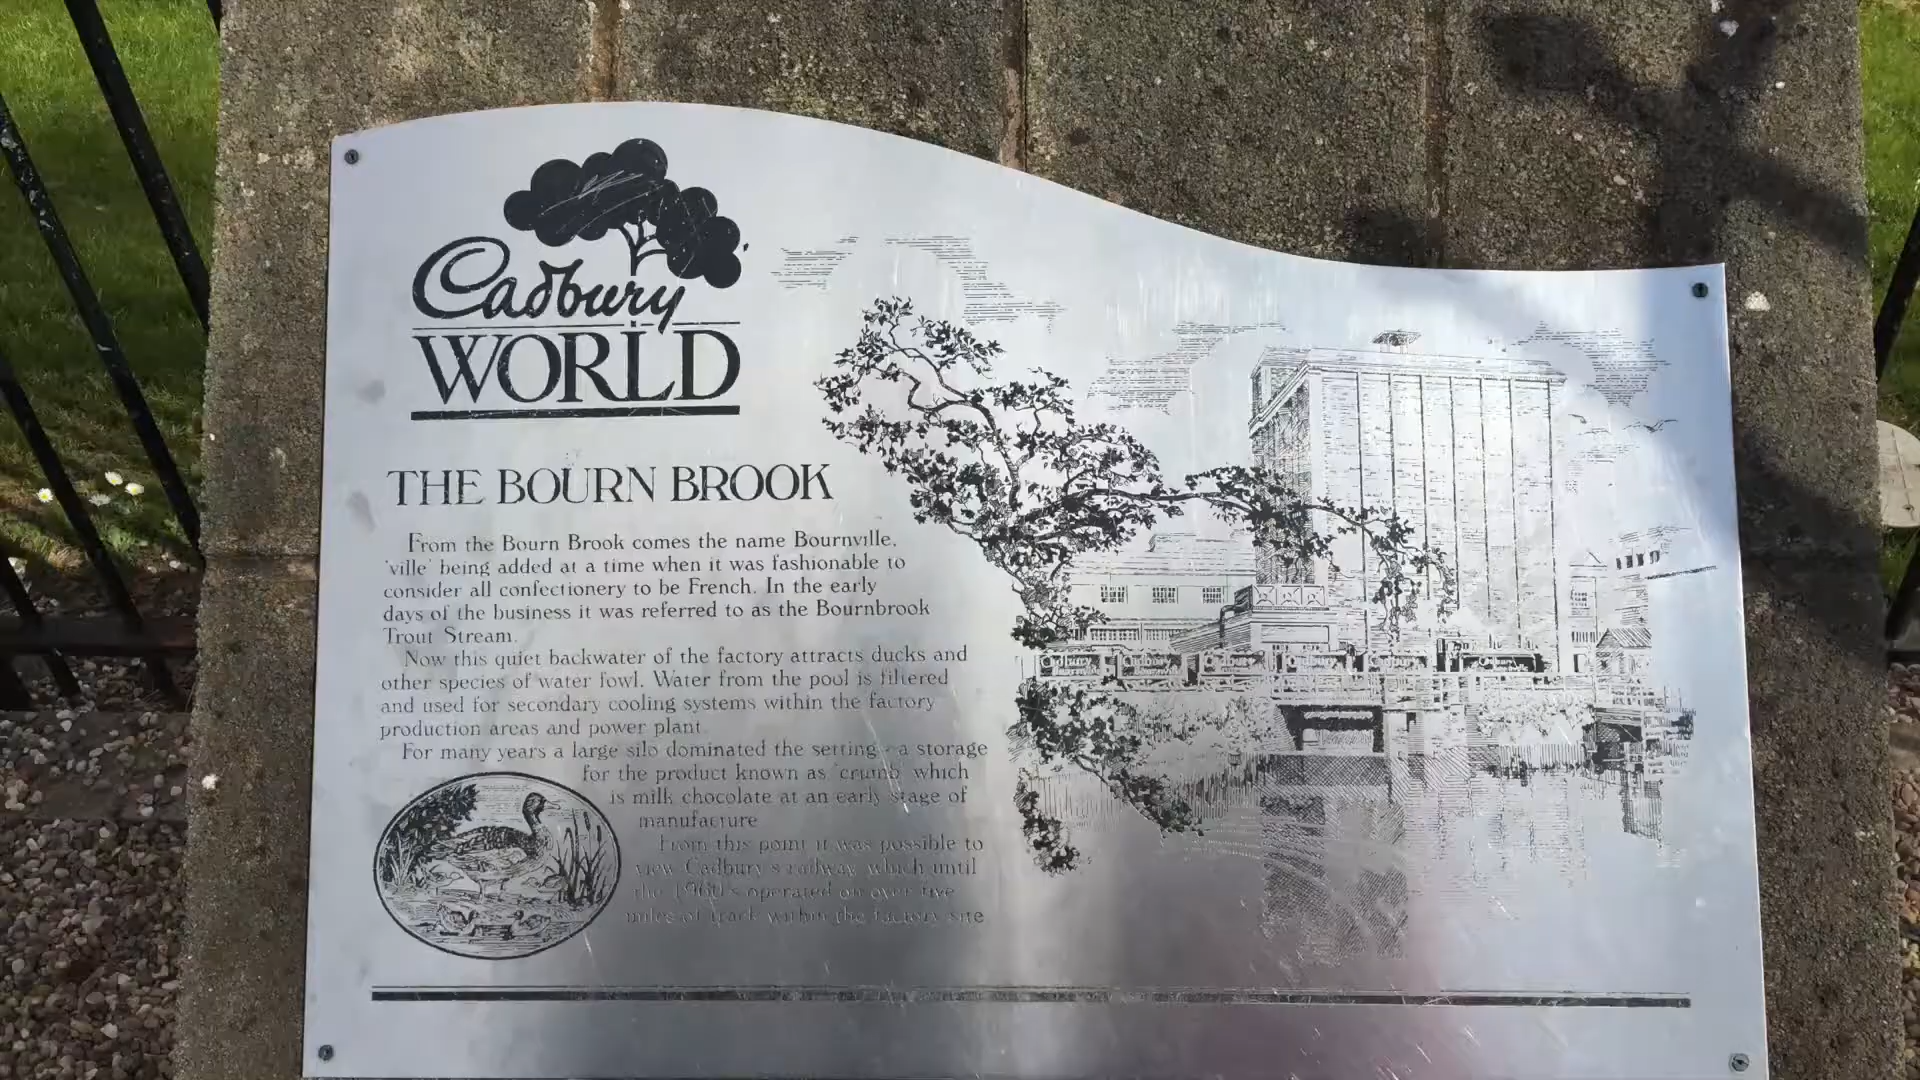 Cadbury
WORLD
THE BOURN BROOK
From the Bourn Brook comes the name Bournville,
'ville' being added at a time when it was fashionable to
consider all confectionery to be French. In the early
days of the business it was referred to as the Bournbrook
Trout Stream.
Now this quiet backwater of the factory attracts ducks and
other species of water fowl. Water from the pool is filtered
and used for secondary cooling systems within the factory
production areas and power plant.
For many years a large silo dominated the setting - a storage
for the product known as 'crumb' which
is milk chocolate at an early stage of
manufacture
From this point it was possible to
view Cadbury's railway which until
the 1960's operated on over five
miles of track within the factory site
Cadbury Cadbury Cadbury Cadbury Cadbury Cadbury